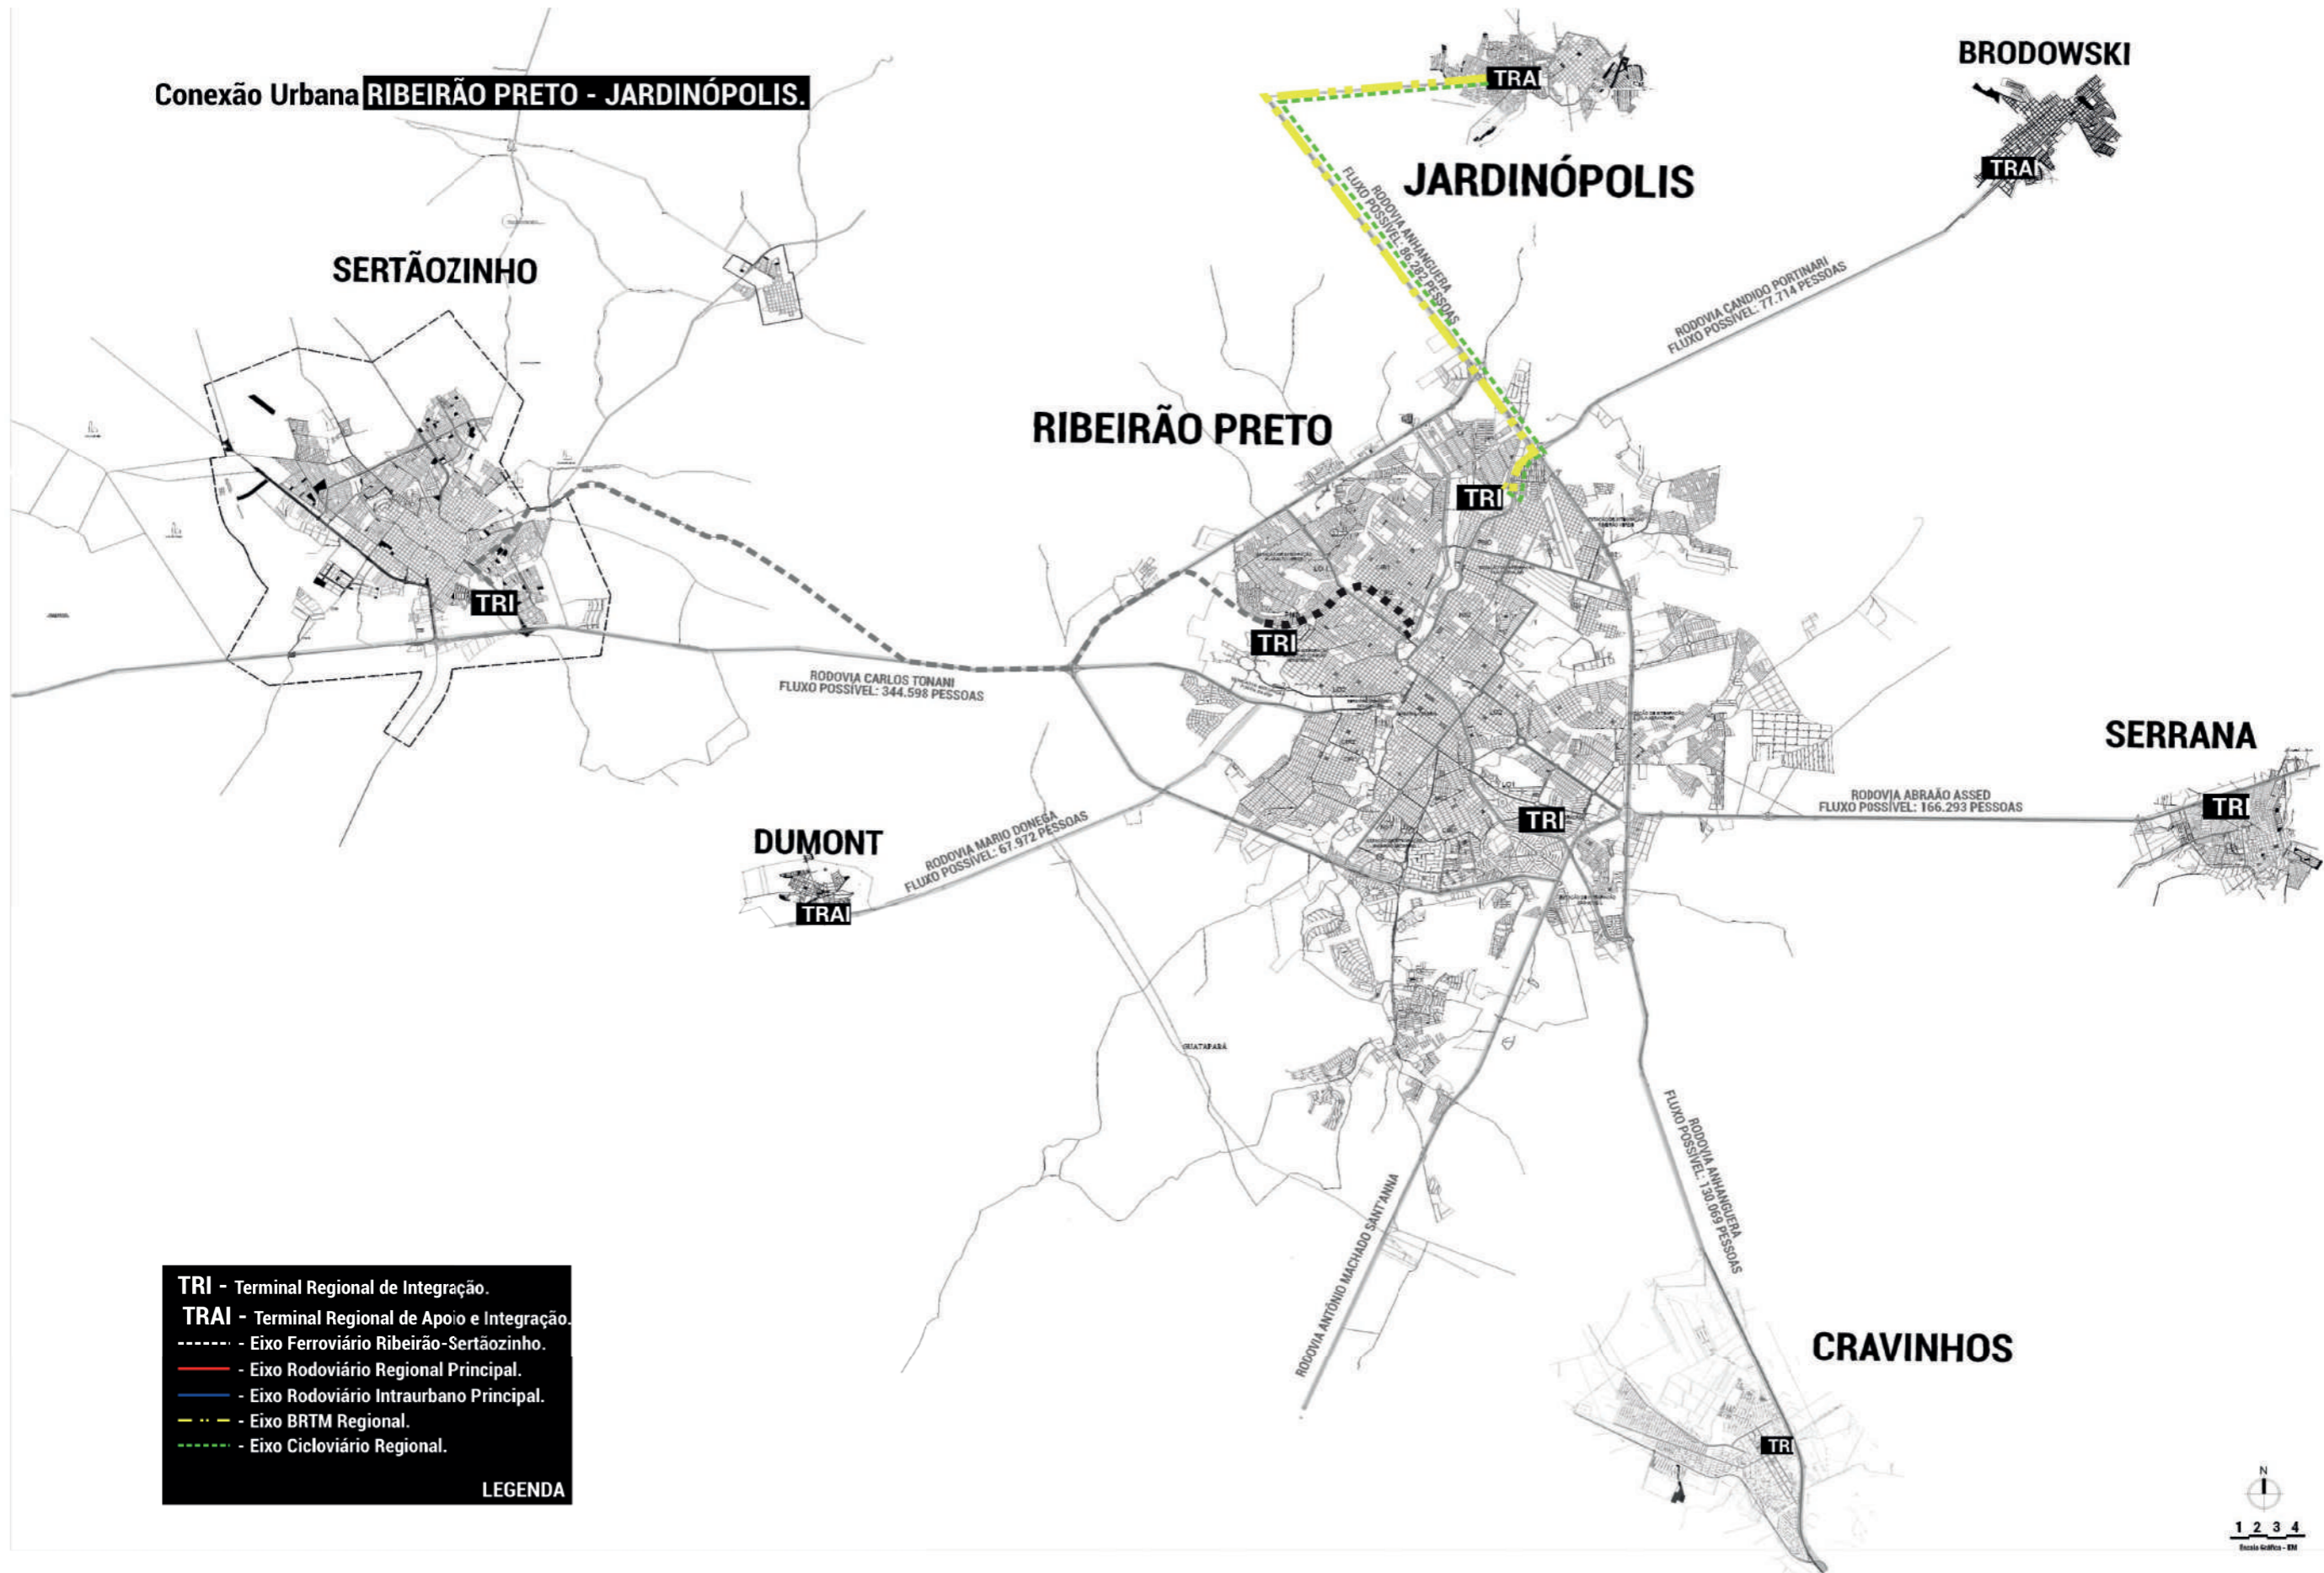 Conexão Urbana RIBEIRÃO PRETO - JARDINÓPOLIS.
TRAI
JARDINÓPOLIS
BRODOWSKI
TRAI
SERTÃOZINHO
TRI
RODOVIA ANHANGUERA
FLUXO POSSÍVEL: 86.282 PESSOAS
RODOVIA CANDIDO PORTINARI
FLUXO POSSÍVEL: 77.714 PESSOAS
RIBEIRÃO PRETO
TRI
TRI
TRI
RODOVIA CARLOS TONANI
FLUXO POSSÍVEL: 344.598 PESSOAS
SERRANA
TRI
RODOVIA ABRAÃO ASSED
FLUXO POSSÍVEL: 166.293 PESSOAS
DUMONT
TRAI
RODOVIA MARIO DONEGA
FLUXO POSSÍVEL: 67.972 PESSOAS
GUATAPARÁ
RODOVIA ANTÔNIO MACHADO SANT'ANNA
RODOVIA ANHANGUERA
FLUXO POSSÍVEL: 130.069 PESSOAS
CRAVINHOS
TRI
TRI - Terminal Regional de Integração.
TRAI - Terminal Regional de Apoio e Integração.
- Eixo Ferroviário Ribeirão-Sertãozinho.
- Eixo Rodoviário Regional Principal.
- Eixo Rodoviário Intraurbano Principal.
- Eixo BRTM Regional.
- Eixo Cicloviário Regional.
LEGENDA
N
1 2 3 4
Escala Gráfica - KM